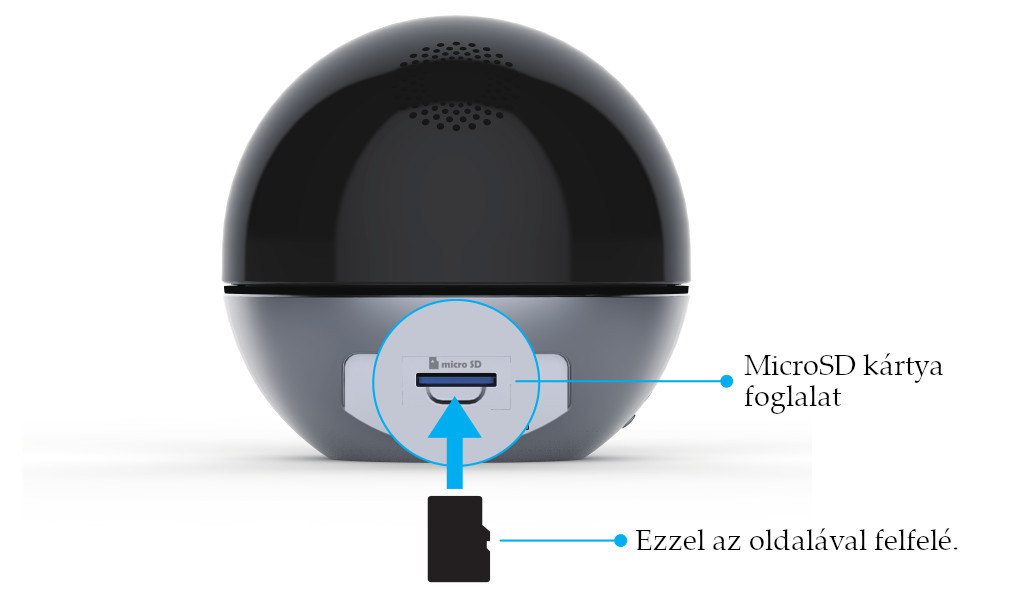 micro SD
MicroSD kártya
foglalat
Ezzel az oldalával felfelé.